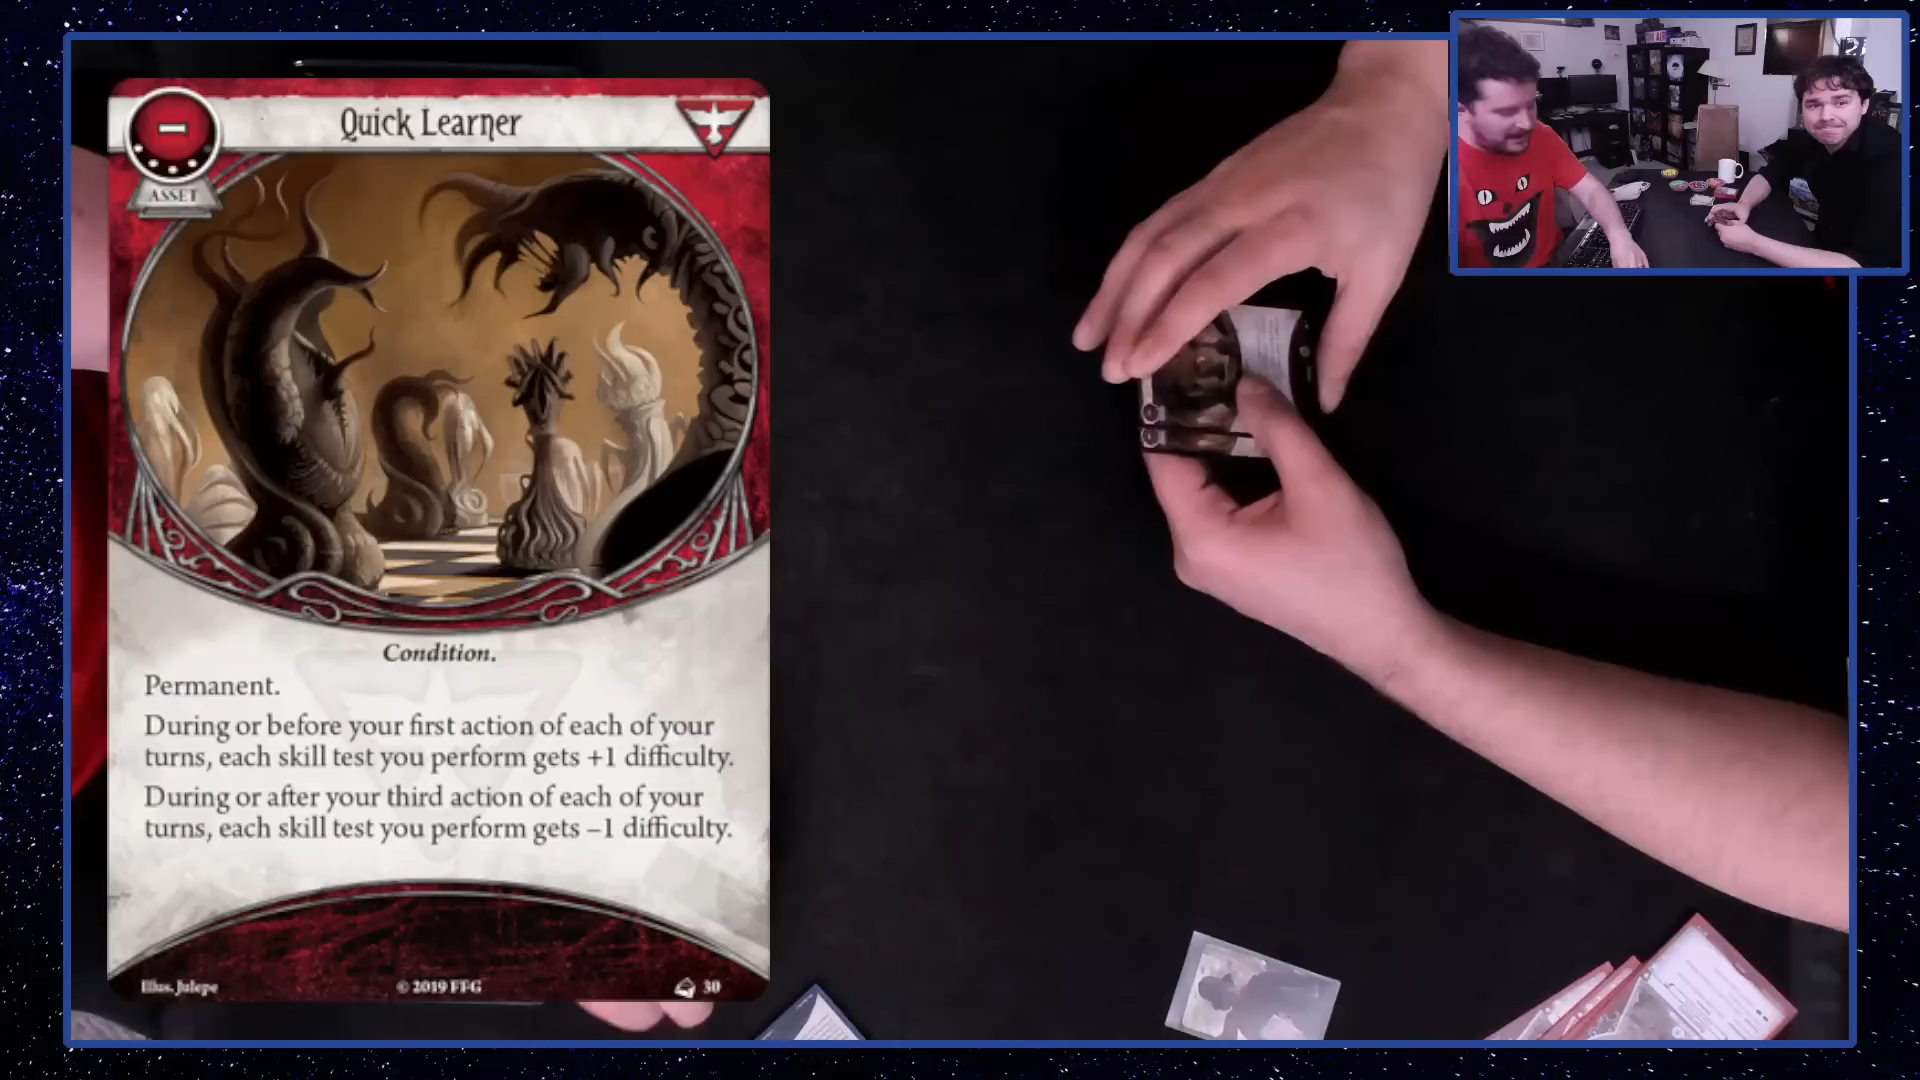 Quick Learner
ASSET
Condition.
Permanent.
During or before your first action of each of your
turns, each skill test you perform gets +1 difficulty.
During or after your third action of each of your
turns, each skill test you perform gets –1 difficulty.
Illus. Julepe
© 2019 FFG
30
ON AIR